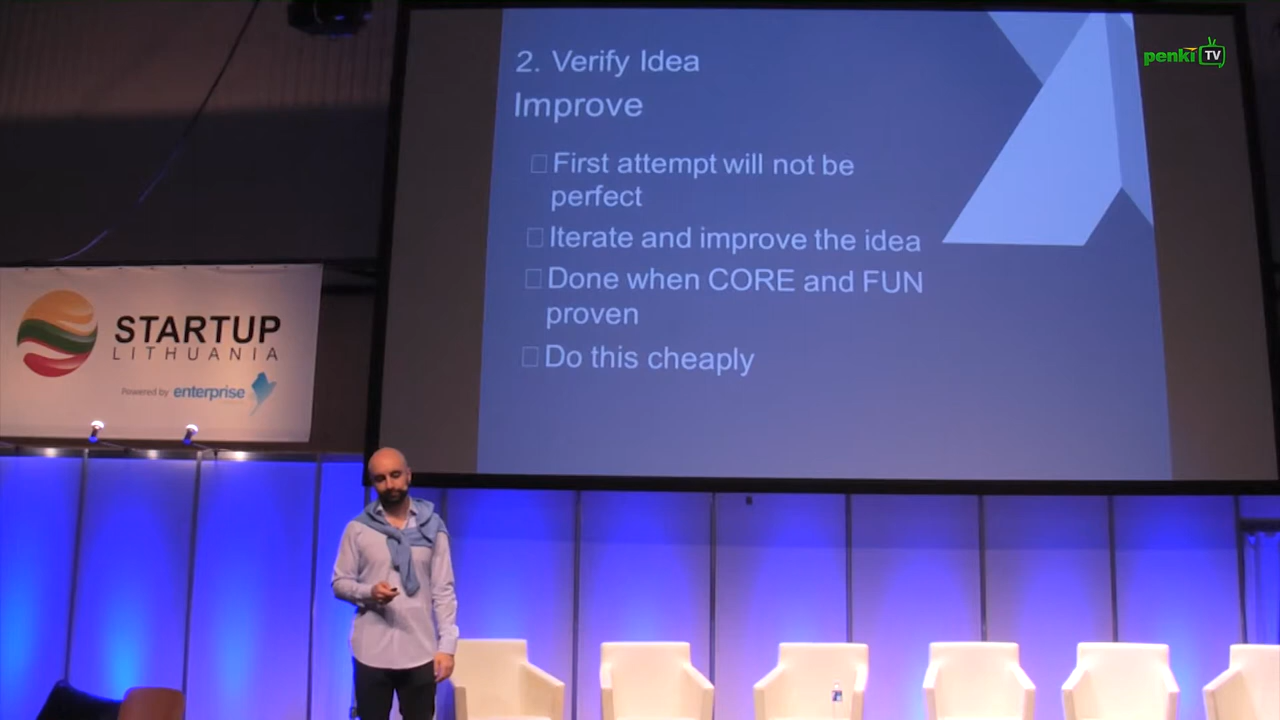 2. Verify Idea
Improve
First attempt will not be
perfect
Iterate and improve the idea
Done when CORE and FUN
proven
Do this cheaply
penki TV
STARTUP
LITHUANIA
Powered by enterprise